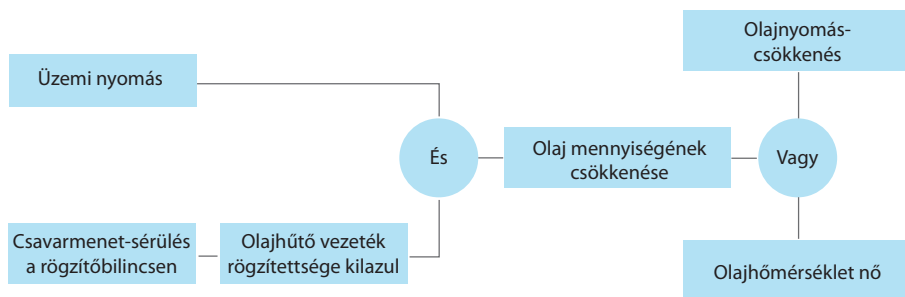 Üzemi nyomás
Csavarmenet-sérülés
a rögzítőbilincsen
Olajhűtő vezeték
rögzítettsége kilazul
És
Olaj mennyiségének
csökkenése
Olajnyomás-
csökkenés
Vagy
Olajhőmérséklet nő